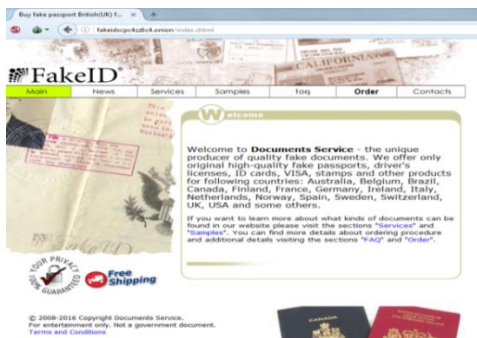 Buy fake passport British(UK) f...
/index.shtml
CALIFORNIA
FakeID
Main News Services Samples faq Order Contacts
Welcome
Welcome to Documents Service - the unique
producer of quality fake documents. We offer only
original high-quality fake passports, driver's
licenses, ID cards, VISA, stamps and other products
for following countries: Australia, Belgium, Brazil,
Canada, Finland, France, Germany, Ireland, Italy,
Netherlands, Norway, Spain, Sweden, Switzerland,
UK, USA and some others.
If you want to learn more about what kinds of documents can be
found in our website please visit the sections "Services" and
"Samples". You can find more details about ordering procedure
and additional details visiting the sections "FAQ" and "Order".
YOUR PRIVACY
100% GUARANTEED
Free
Shipping
© 2008-2016 Copyright Documents Service.
For entertainment only. Not a government document.
Terms and Conditions
CANADA